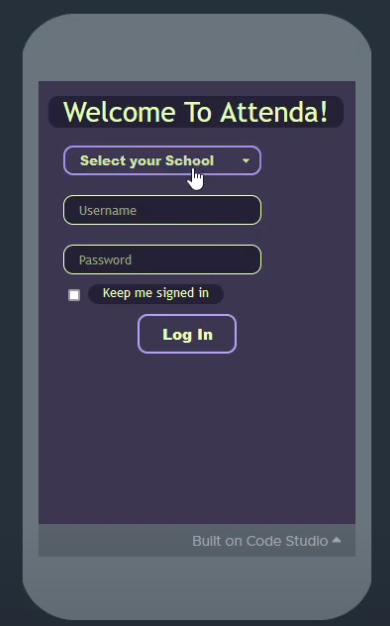 Welcome To Attenda!
Select your School
Username
Password
Keep me signed in
Log In
Built on Code Studio